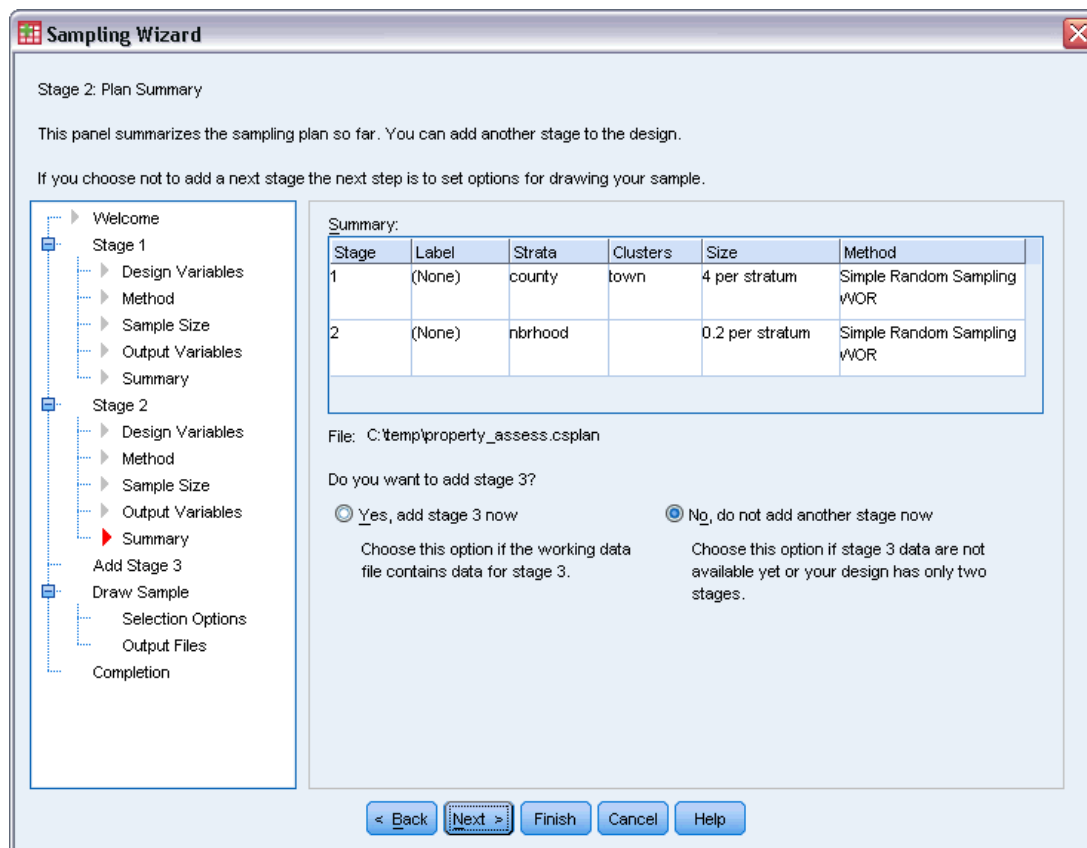 Sampling Wizard
Stage 2: Plan Summary
This panel summarizes the sampling plan so far. You can add another stage to the design.
If you choose not to add a next stage the next step is to set options for drawing your sample.
Welcome
Stage 1
Design Variables
Method
Sample Size
Output Variables
Summary
Stage 2
Design Variables
Method
Sample Size
Output Variables
Summary
Add Stage 3
Draw Sample
Selection Options
Output Files
Completion
Summary:
Stage Label Strata Clusters Size Method
1 (None) county town 4 per stratum Simple Random Sampling
WOR
2 (None) nbrhood 0.2 per stratum Simple Random Sampling
WOR
File: C:\temp\property_assess.csplan
Do you want to add stage 3?
Yes, add stage 3 now
Choose this option if the working data
file contains data for stage 3.
No, do not add another stage now
Choose this option if stage 3 data are not
available yet or your design has only two
stages.
< Back Next > Finish Cancel Help